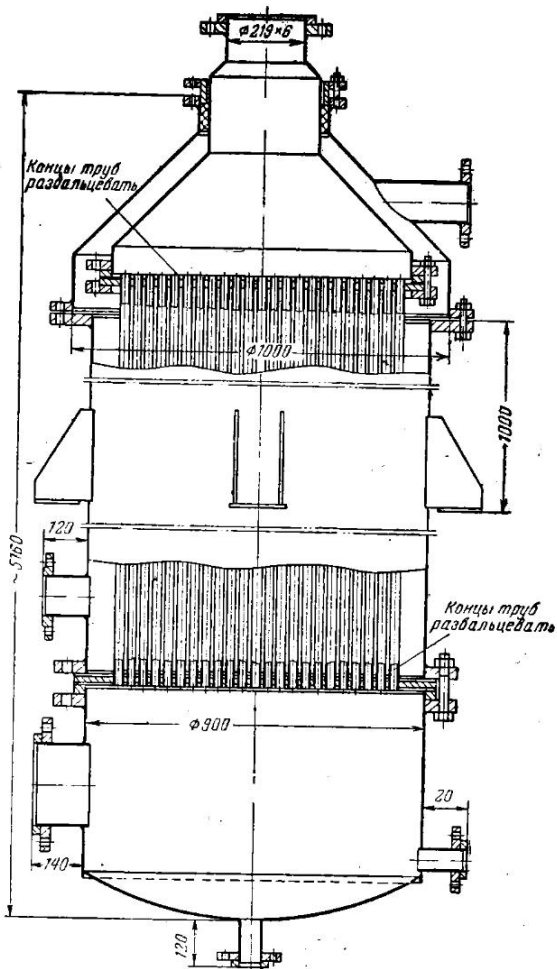 Ф219×6
Концы труб
развальцевать
Ф1000
1000
120
~5760
Концы труб
развальцевать
Ф900
20
140
120